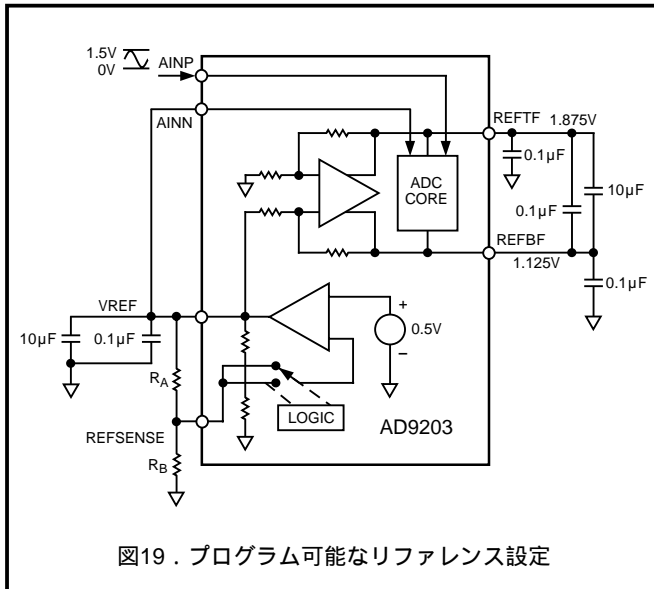 1.5V
0V
AINP
AINN
REFTF 1.875V
0.1µF
ADC
CORE
10µF
0.1µF
REFBF
1.125V
0.1µF
VREF
+
10µF
0.1µF
0.5V
–
RA
LOGIC
AD9203
REFSENSE
RB
図19．プログラム可能なリファレンス設定